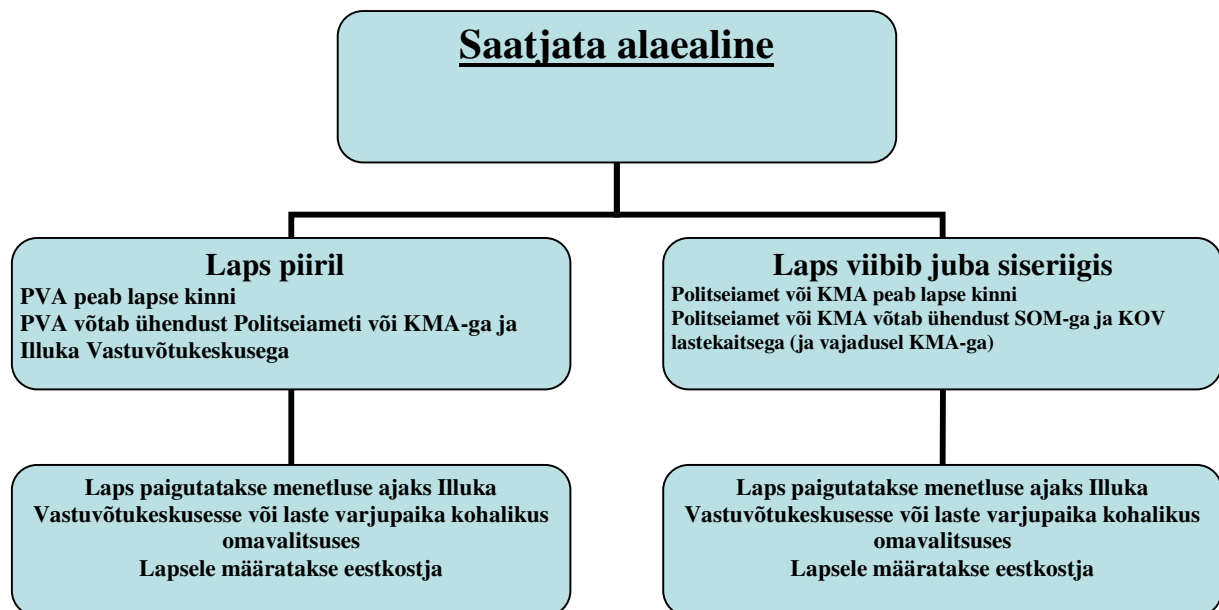 Saatjata alaealine
Laps piiril
PVA peab lapse kinni
PVA võtab ühendust Politseiameti või KMA-ga ja
Illuka Vastuvõtukeskusega
Laps viibib juba siseriigis
Politseiamet või KMA peab lapse kinni
Politseiamet või KMA võtab ühendust SOM-ga ja KOV
lastekaitsega (ja vajadusel KMA-ga)
Laps paigutatakse menetluse ajaks Illuka
Vastuvõtukeskusesse või laste varjupaika kohalikus
omavalitsuses
Lapsele määratakse eestkostja
Laps paigutatakse menetluse ajaks Illuka
Vastuvõtukeskusesse või laste varjupaika kohalikus
omavalitsuses
Lapsele määratakse eestkostja